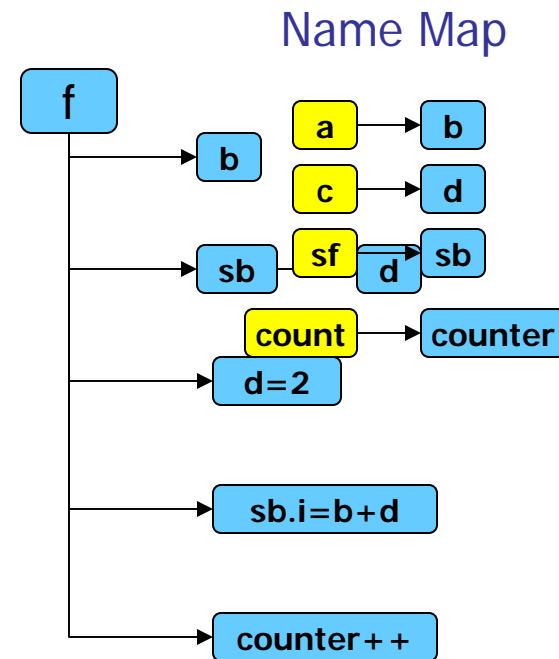 Name Map
f
a b
b
c d
sf sb
sb d
count counter
d=2
sb.i=b+d
counter++